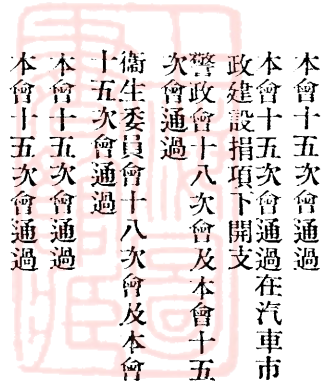 本會十五次會通過
本會十五次會通過在汽車市
政建設捐項下開支
警政會十八次會及本會十五
次會通過
衞生委員會十八次會及本會
十五次會通過
本會十五次會通過
本會十五次會通過